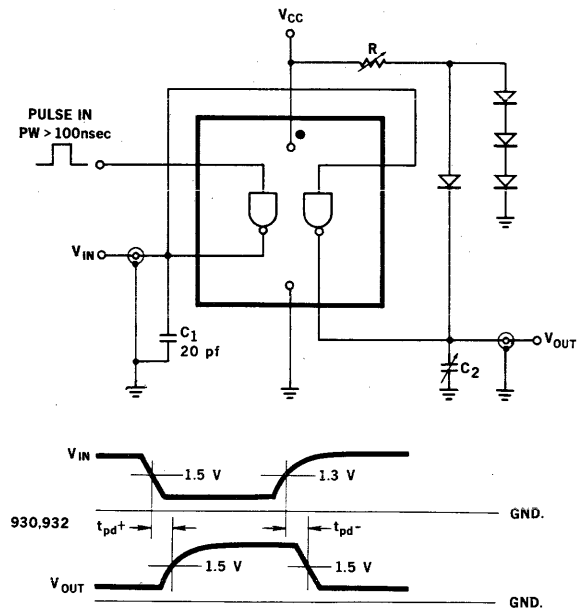 VCC
R
PULSE IN
PW > 100nsec
VIN
C1
20 pf
VOUT
C2
VIN
1.5 V
1.3 V
GND.
930,932
tpd+
tpd-
1.5 V
1.5 V
VOUT
GND.